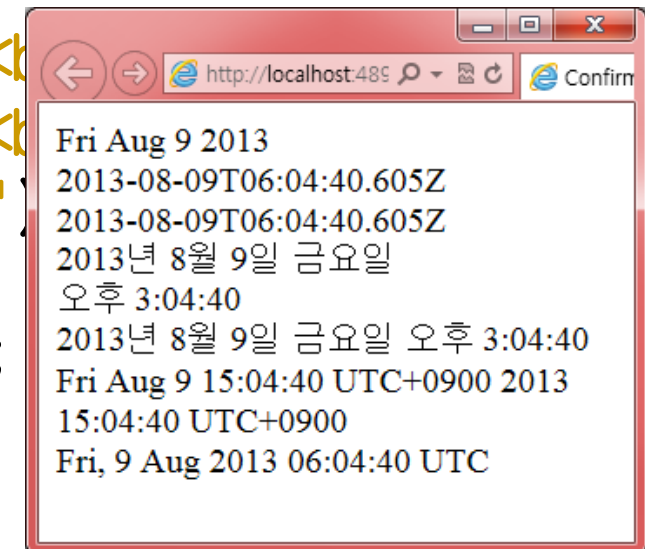 <b
<b
http://localhost:489
Confirm
Fri Aug 9 2013
2013-08-09T06:04:40.605Z
2013-08-09T06:04:40.605Z
2013년 8월 9일 금요일
오후 3:04:40
2013년 8월 9일 금요일 오후 3:04:40
;
Fri Aug 9 15:04:40 UTC+0900 2013
15:04:40 UTC+0900
Fri, 9 Aug 2013 06:04:40 UTC